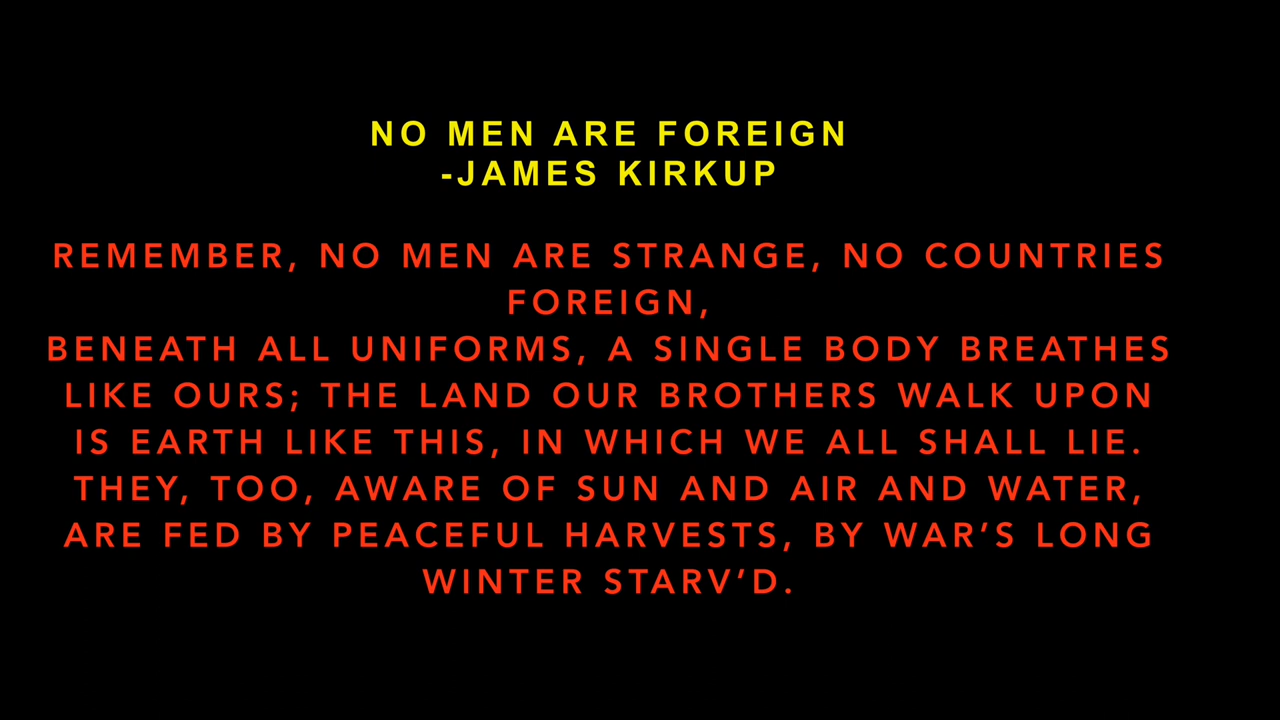 NO MEN ARE FOREIGN
-JAMES KIRKUP
REMEMBER, NO MEN ARE STRANGE, NO COUNTRIES
FOREIGN,
BENEATH ALL UNIFORMS, A SINGLE BODY BREATHES
LIKE OURS; THE LAND OUR BROTHERS WALK UPON
IS EARTH LIKE THIS, IN WHICH WE ALL SHALL LIE.
THEY, TOO, AWARE OF SUN AND AIR AND WATER,
ARE FED BY PEACEFUL HARVESTS, BY WAR’S LONG
WINTER STARV’D.